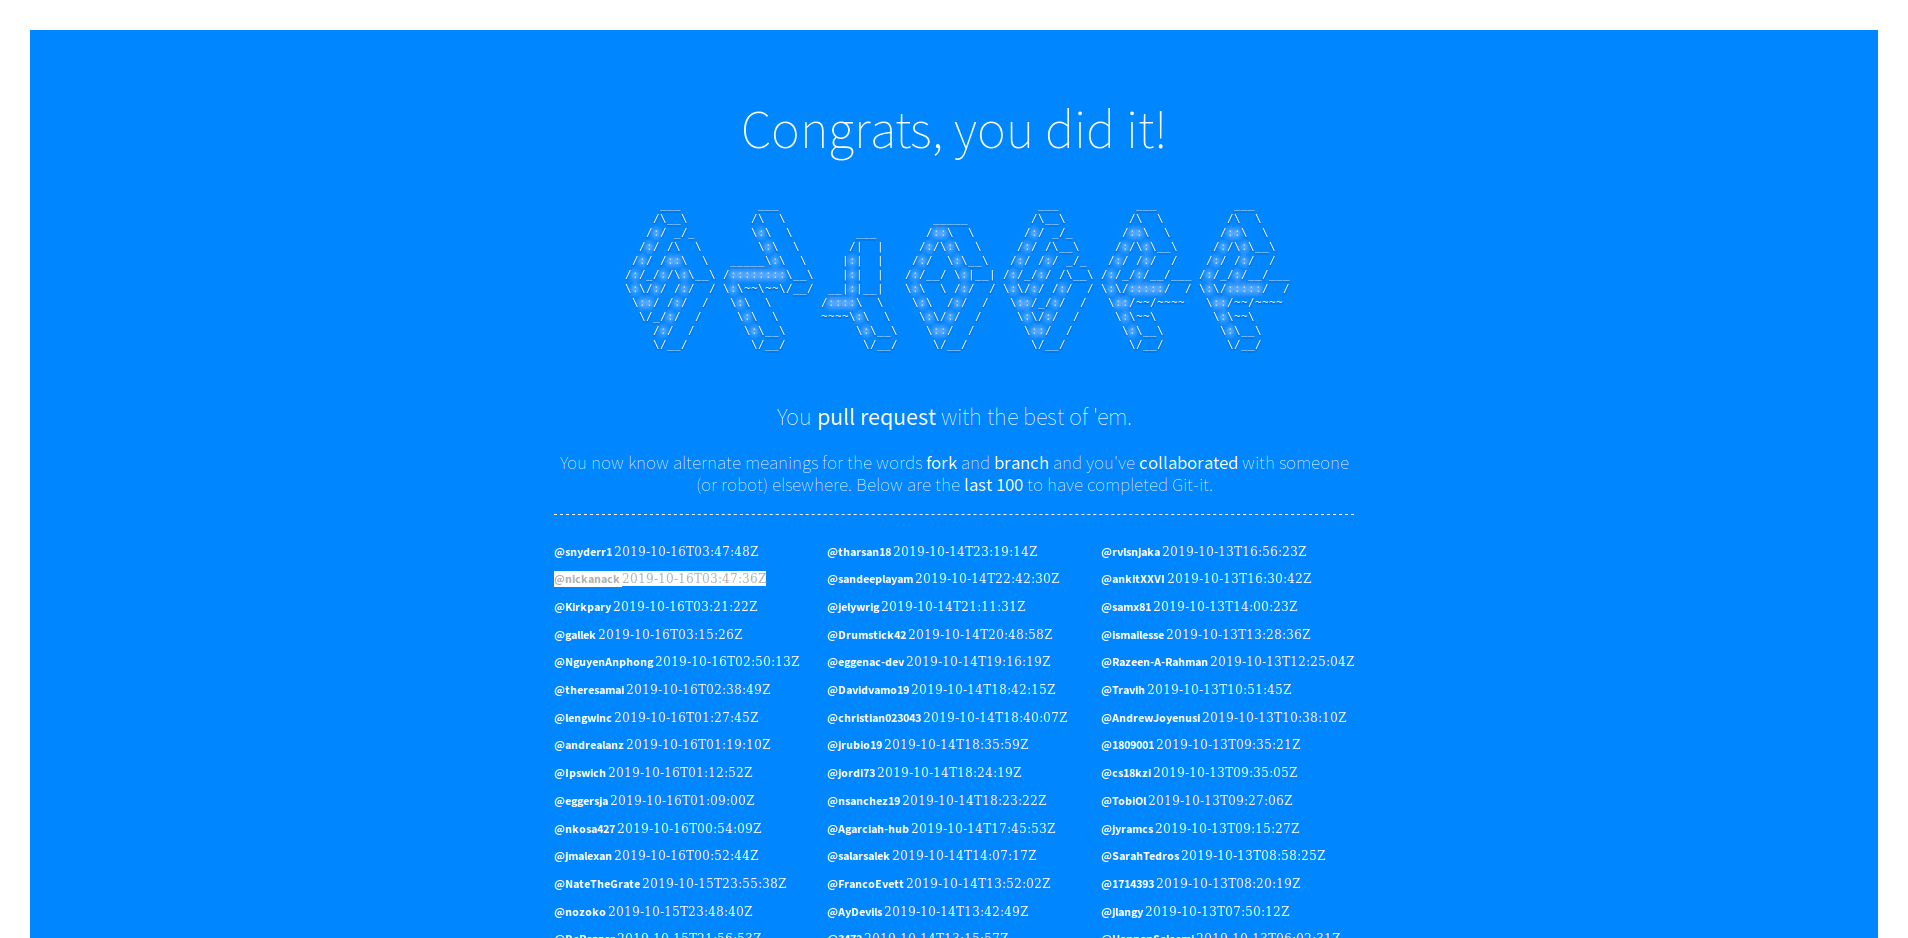 Congrats, you did it!
You pull request with the best of 'em.
You now know alternate meanings for the words fork and branch and you've collaborated with someone
(or robot) elsewhere. Below are the last 100 to have completed Git-it.
@snyderr1 2019-10-16T03:47:48Z
@nickanack 2019-10-16T03:47:36Z
@Kirkpary 2019-10-16T03:21:22Z
@gallek 2019-10-16T03:15:26Z
@NguyenAnphong 2019-10-16T02:50:13Z
@theresamai 2019-10-16T02:38:49Z
@lengwinc 2019-10-16T01:27:45Z
@andrealanz 2019-10-16T01:19:10Z
@Ipswich 2019-10-16T01:12:52Z
@eggersja 2019-10-16T01:09:00Z
@nkosa427 2019-10-16T00:54:09Z
@jmalexan 2019-10-16T00:52:44Z
@NateTheGrate 2019-10-15T23:55:38Z
@nozoko 2019-10-15T23:48:40Z
@tharsan18 2019-10-14T23:19:14Z
@sandeeplayam 2019-10-14T22:42:30Z
@jelywrig 2019-10-14T21:11:31Z
@Drumstick42 2019-10-14T20:48:58Z
@eggenac-dev 2019-10-14T19:16:19Z
@Davidvamo19 2019-10-14T18:42:15Z
@christian023043 2019-10-14T18:40:07Z
@jrubio19 2019-10-14T18:35:59Z
@jordi73 2019-10-14T18:24:19Z
@nsanchez19 2019-10-14T18:23:22Z
@Agarciah-hub 2019-10-14T17:45:53Z
@salarsalek 2019-10-14T14:07:17Z
@FrancoEvett 2019-10-14T13:52:02Z
@AyDevils 2019-10-14T13:42:49Z
@rvlsnjaka 2019-10-13T16:56:23Z
@ankitXXVI 2019-10-13T16:30:42Z
@samx81 2019-10-13T14:00:23Z
@ismailesse 2019-10-13T13:28:36Z
@Razeen-A-Rahman 2019-10-13T12:25:04Z
@Travih 2019-10-13T10:51:45Z
@AndrewJoyenusi 2019-10-13T10:38:10Z
@1809001 2019-10-13T09:35:21Z
@cs18kzi 2019-10-13T09:35:05Z
@TobiOl 2019-10-13T09:27:06Z
@jyramcs 2019-10-13T09:15:27Z
@SarahTedros 2019-10-13T08:58:25Z
@1714393 2019-10-13T08:20:19Z
@jlangy 2019-10-13T07:50:12Z